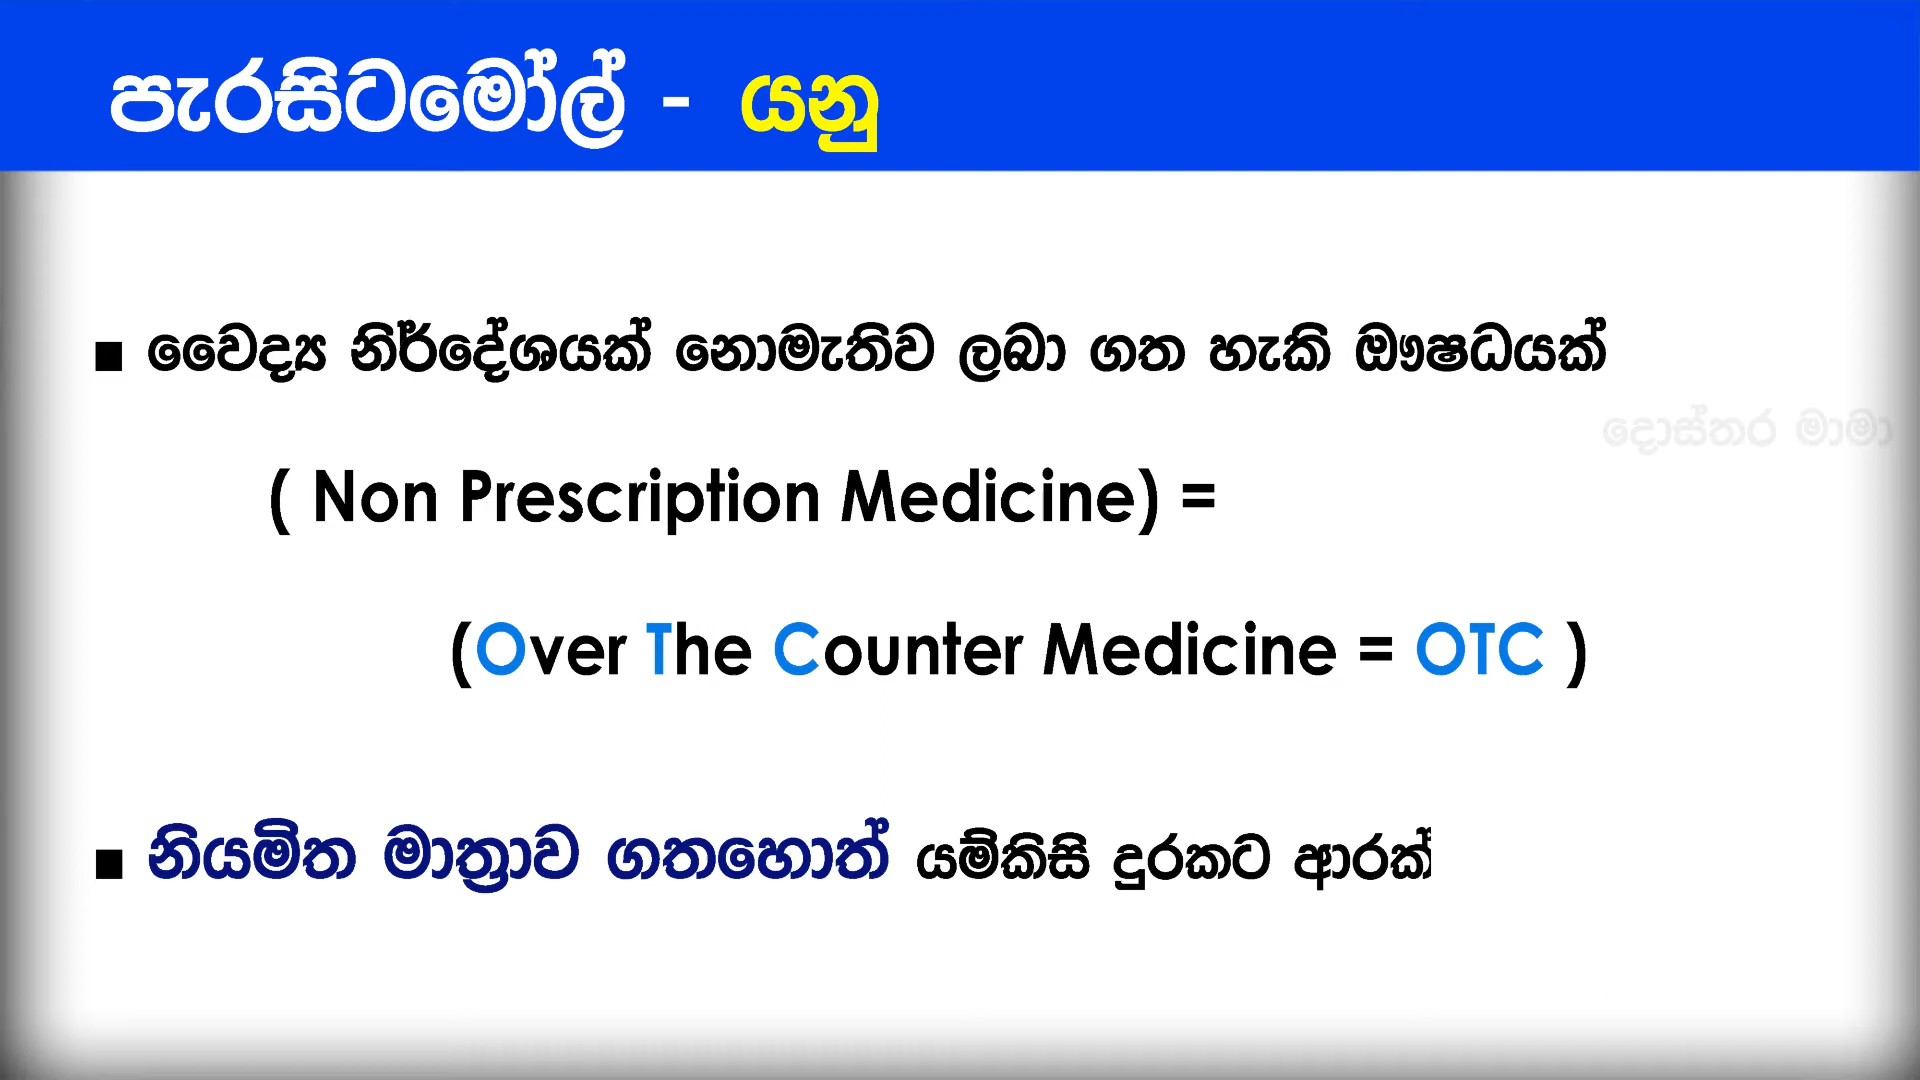 පැරසිටමෝල් - යනු
▪ වෛද්‍ය නිර්දේශයක් නොමැතිව ලබා ගත හැකි ඖෂධයක්
දොස්තර මාමා
( Non Prescription Medicine) =
(Over The Counter Medicine = OTC )
▪ නියමිත මාත්‍රාව ගතහොත් යම්කිසි දුරකට ආරක්